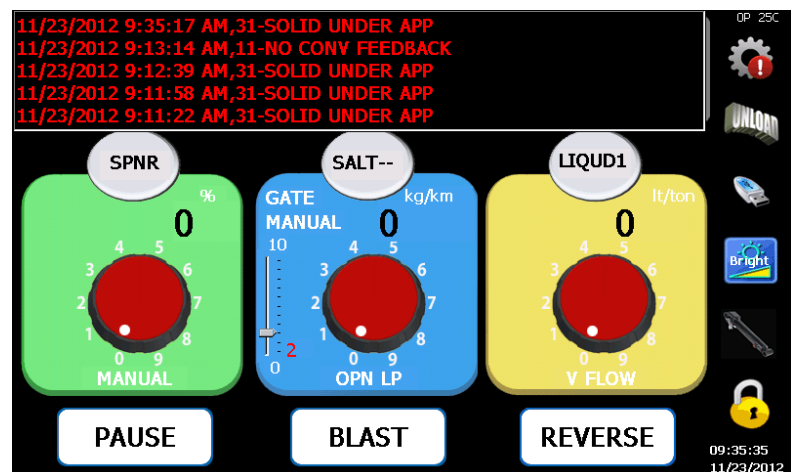 OP 25C
11/23/2012 9:35:17 AM,31-SOLID UNDER APP
11/23/2012 9:13:14 AM,11-NO CONV FEEDBACK
11/23/2012 9:12:39 AM,31-SOLID UNDER APP
11/23/2012 9:11:58 AM,31-SOLID UNDER APP
11/23/2012 9:11:22 AM,31-SOLID UNDER APP
UNLOAD
SPNR
%
0
4 5
3 6
2 7
1 8
0 9
MANUAL
SALT--
GATE kg/km
MANUAL 0
10
2
0
4 5
3 6
2 7
1 8
0 9
OPN LP
LIQUD1
lt/ton
0
4 5
3 6
2 7
1 8
0 9
V FLOW
Bright
1
PAUSE
BLAST
REVERSE
09:35:35
11/23/2012